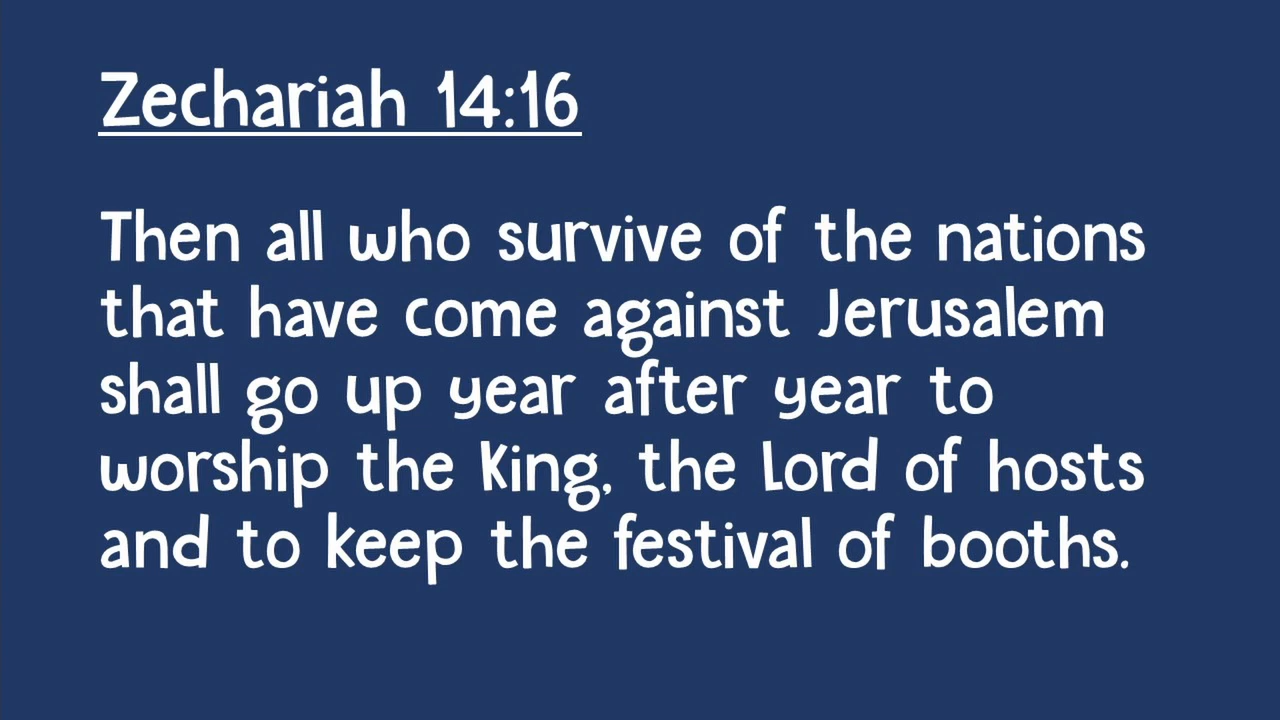 Zechariah 14:16
Then all who survive of the nations
that have come against Jerusalem
shall go up year after year to
worship the King, the Lord of hosts
and to keep the festival of booths.